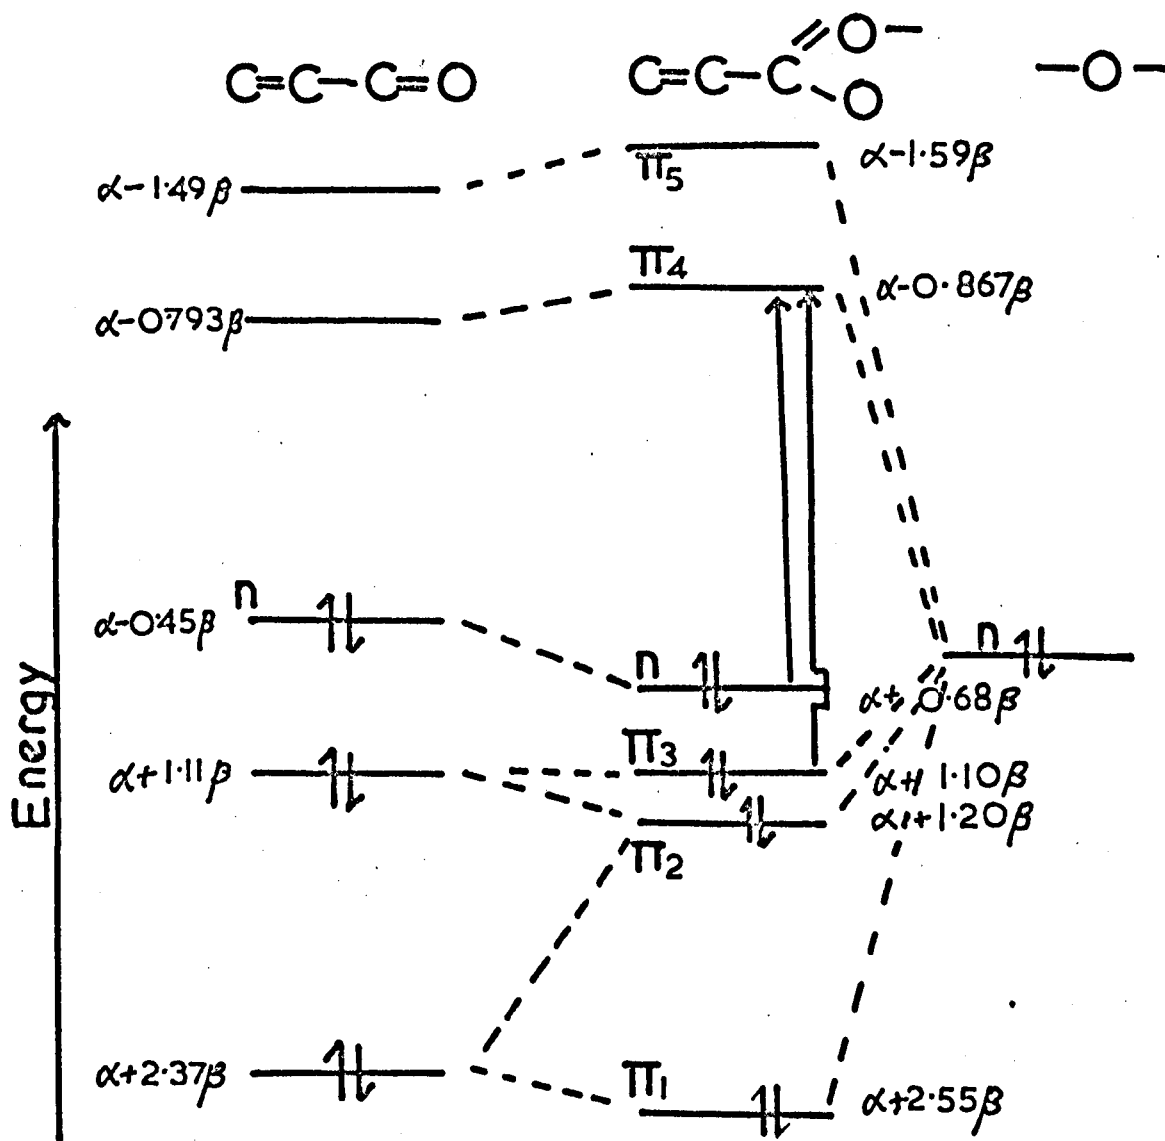 C=C-C=O
C=C-C
=O-
-O
-O-
α-1·49β
π5
α-1·59β
π4
α-0·867β
α-0793β
n
α-0·45β
n
n
α+0·68β
π3
α+1·11β
α+1·10β
α+1·20β
π2
Energy
α+2·37β
π1
α+2·55β